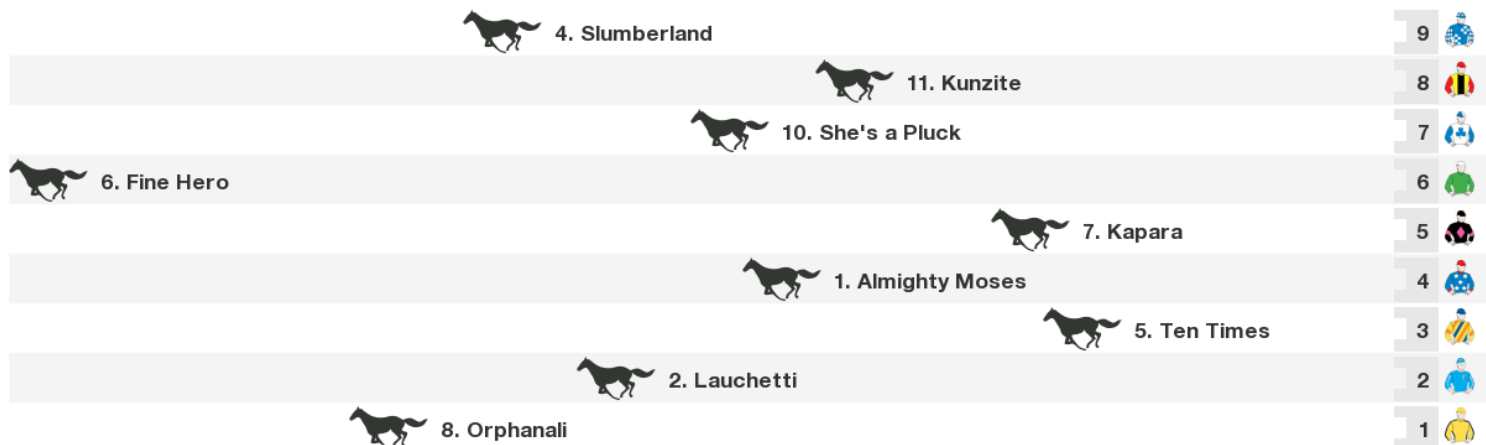 4. Slumberland 9
11. Kunzite 8
10. She's a Pluck 7
6. Fine Hero 6
7. Kapara 5
1. Almighty Moses 4
5. Ten Times 3
2. Lauchetti 2
8. Orphanali 1